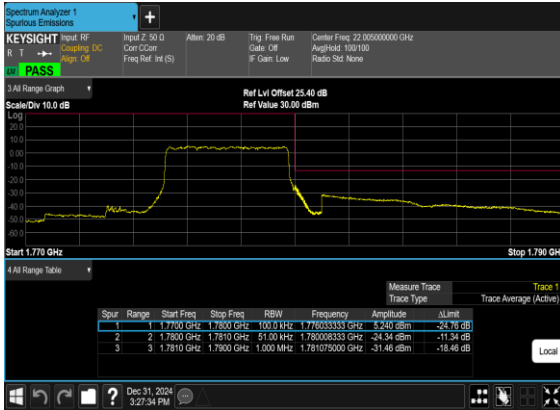 Spectrum Analyzer 1
Spurious Emissions
KEYSIGHT Input: RF Input Z: 50 Ω Atten: 20 dB Trig: Free Run Center Freq: 22.005000000 GHz
R T Coupling: DC Corr CCorr Gate: Off Avg|Hold: 100/100
Align: Off Freq Ref: Int (S) IF Gain: Low Radio Std: None
PASS
3 All Range Graph
Scale/Div 10.0 dB Ref Lvl Offset 25.40 dB
Ref Value 30.00 dBm
Log
20.0
10.0
0.00
-10.0
-20.0
-30.0
-40.0
-50.0
-60.0
Start 1.770 GHz Stop 1.790 GH
4 All Range Table
Measure Trace Trace 1
Trace Type Trace Average (Active)
Spur Range Start Freq Stop Freq RBW Frequency Amplitude ΔLimit
1 1 1.7700 GHz 1.7800 GHz 100.0 kHz 1.776033333 GHz 5.240 dBm -24.76 dB
2 2 1.7800 GHz 1.7810 GHz 51.00 kHz 1.780008333 GHz -24.34 dBm -11.34 dB
3 3 1.7810 GHz 1.7900 GHz 1.000 MHz 1.781075000 GHz -31.46 dBm -18.46 dB
Local
? Dec 31, 2024
3:27:34 PM